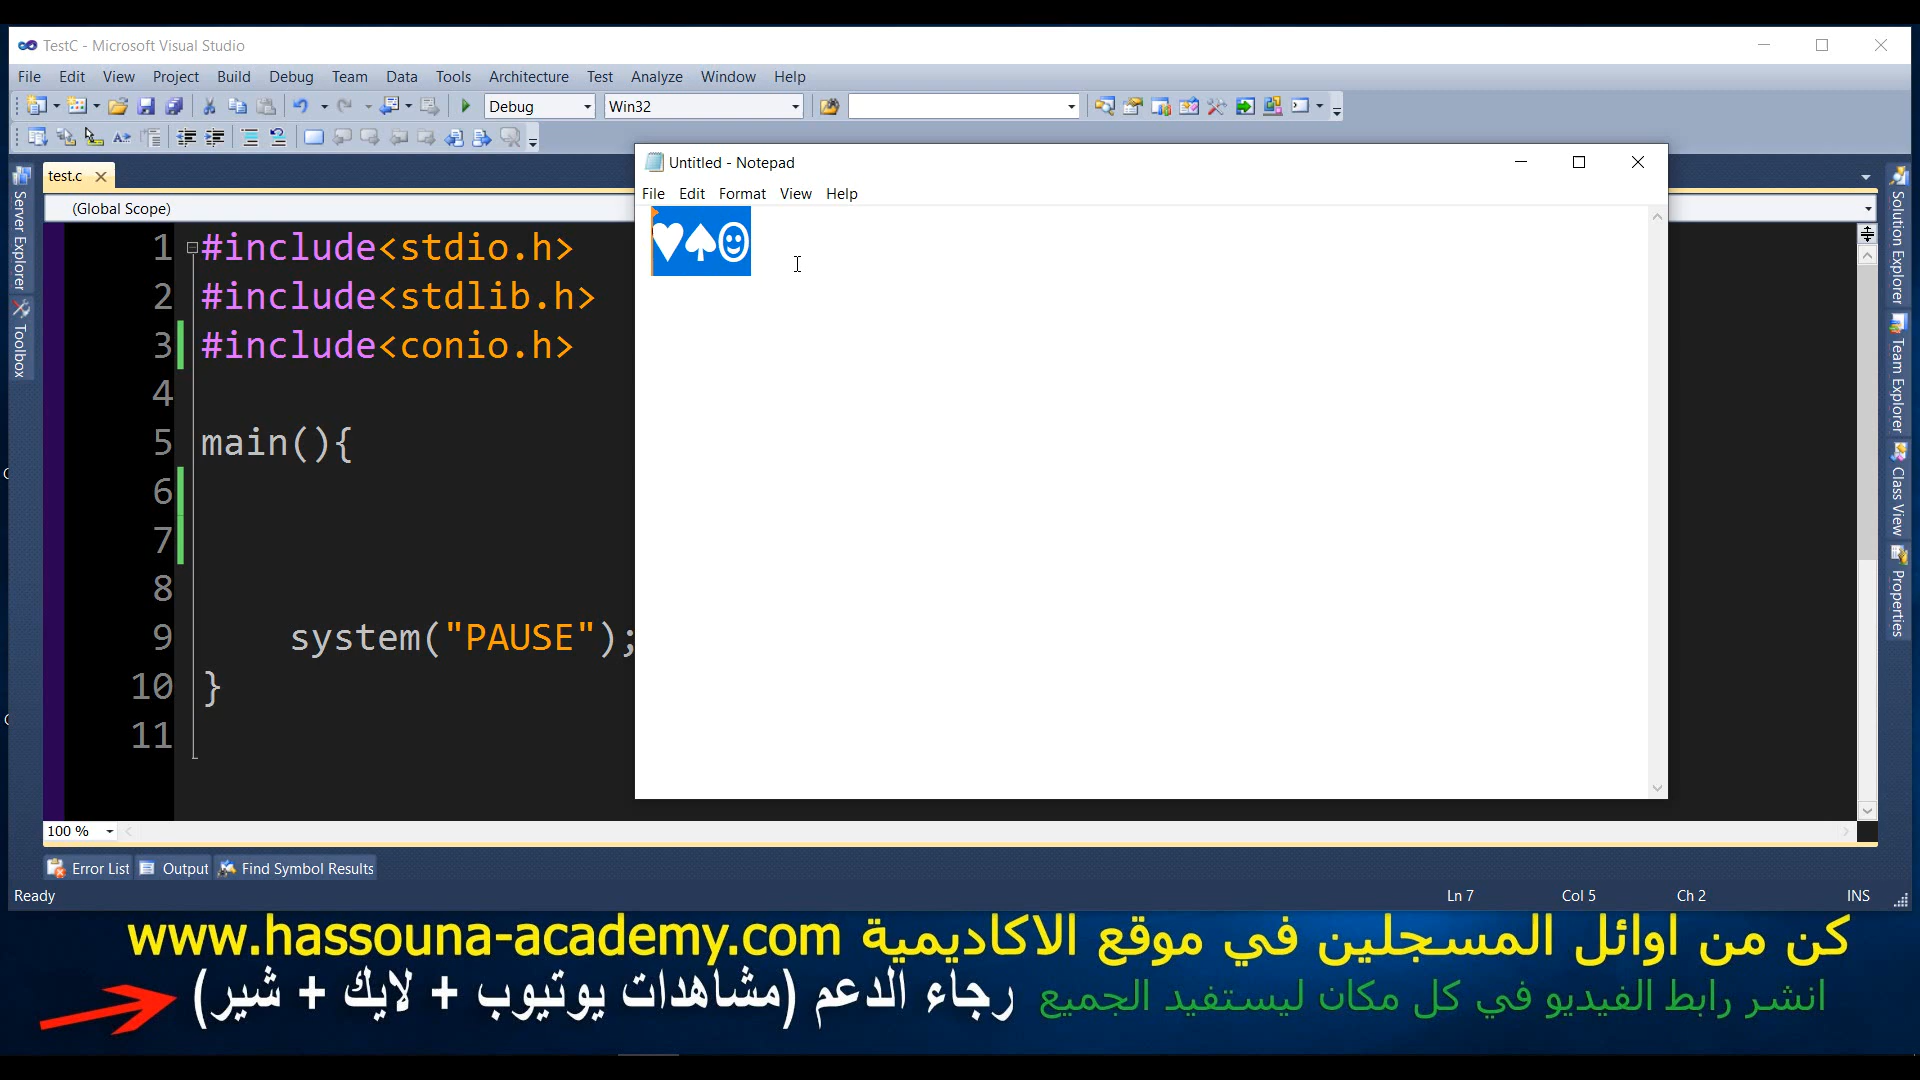 TestC - Microsoft Visual Studio
File Edit View Project Build Debug Team Data Tools Architecture Test Analyze Window Help
Debug Win32
Untitled - Notepad
File Edit Format View Help
♥♠☺
test.c
(Global Scope)
1 #include<stdio.h>
2 #include<stdlib.h>
3 #include<conio.h>
4
5 main(){
6
7
8
9 system("PAUSE");
10 }
11
Server Explorer
Toolbox
Solution Explorer
Team Explorer
Class View
Properties
100 %
Error List Output Find Symbol Results
Ready Ln 7 Col 5 Ch 2 INS
كن من اوائل المسجلين في موقع الاكاديمية www.hassouna-academy.com
انشر رابط الفيديو في كل مكان ليستفيد الجميع رجاء الدعم (مشاهدات يوتيوب + لايك + شير)